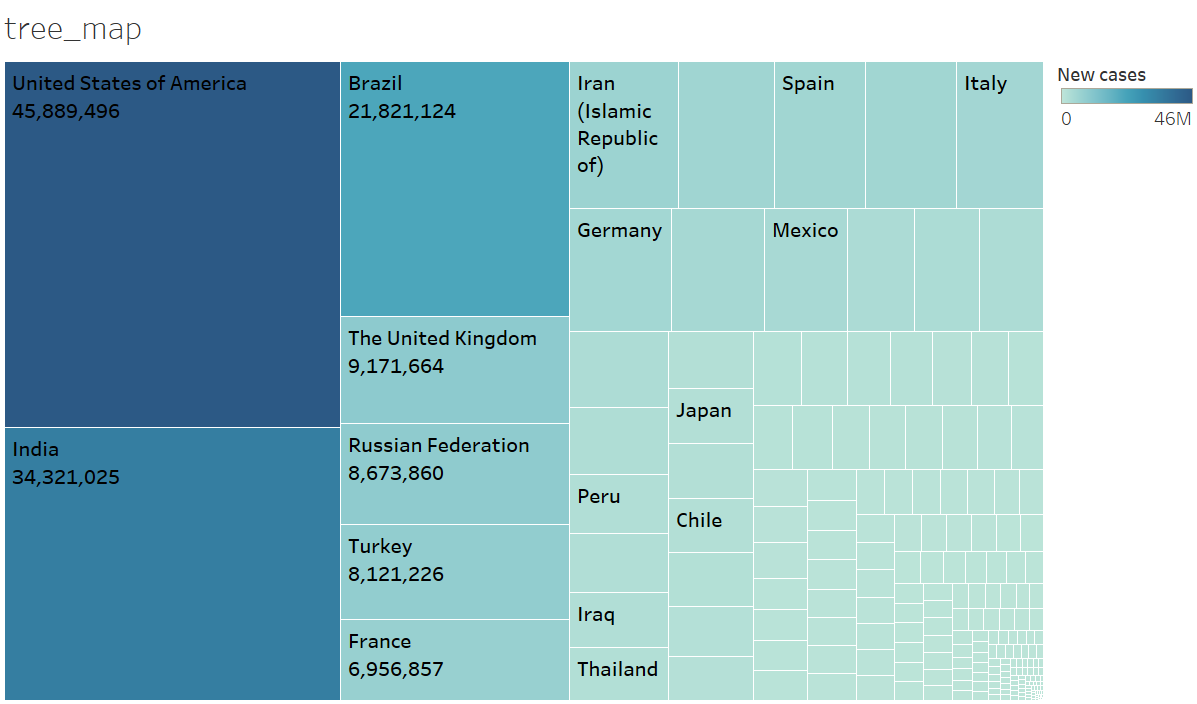 tree_map
United States of America
45,889,496
India
34,321,025
Brazil
21,821,124
The United Kingdom
9,171,664
Russian Federation
8,673,860
Turkey
8,121,226
France
6,956,857
Iran
(Islamic
Republic
of)
Spain
Italy
Germany
Mexico
Peru
Iraq
Thailand
Japan
Chile
New cases
0
46M